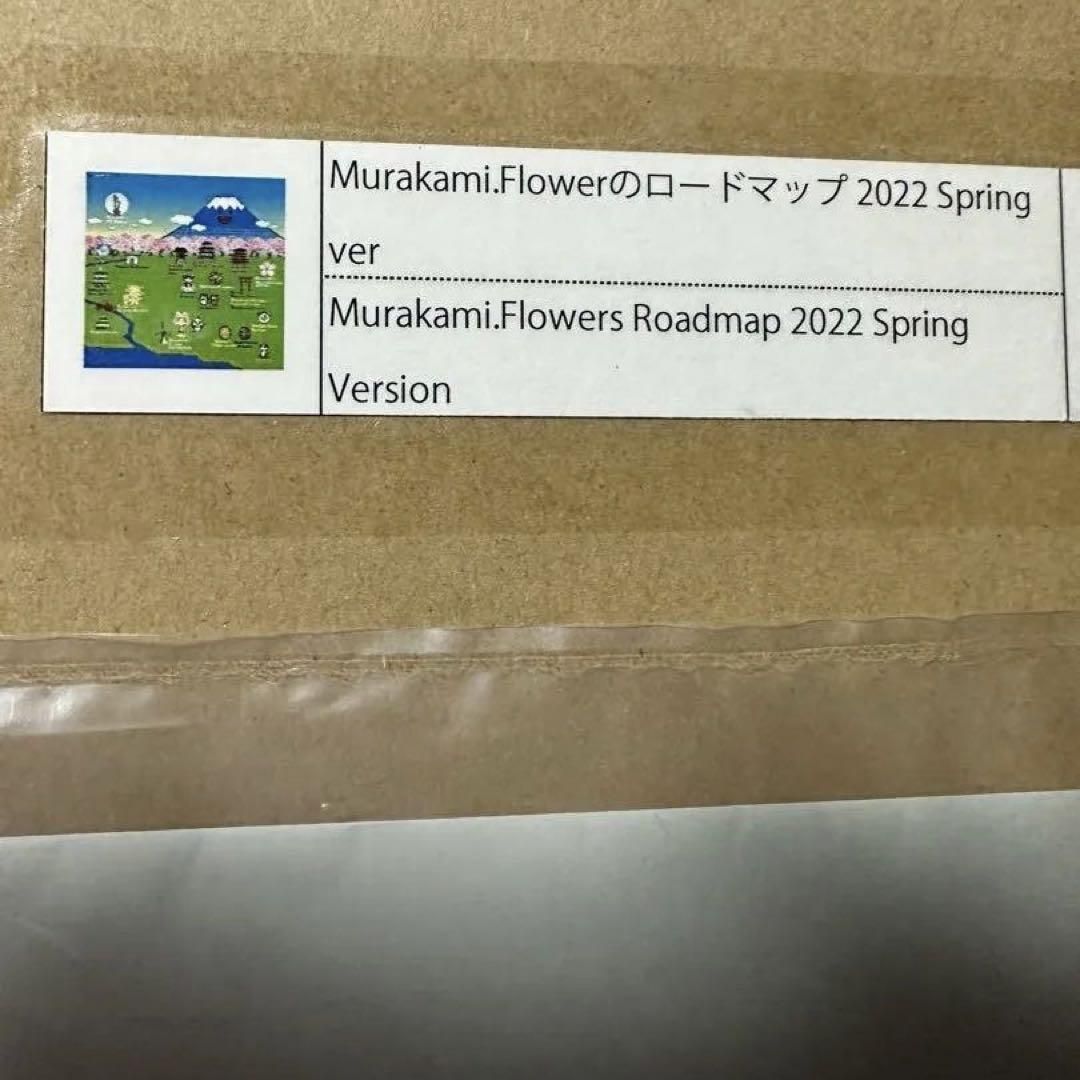 Murakami.Flowerのロードマップ 2022 Spring
ver
Murakami.Flowers Roadmap 2022 Spring
Version